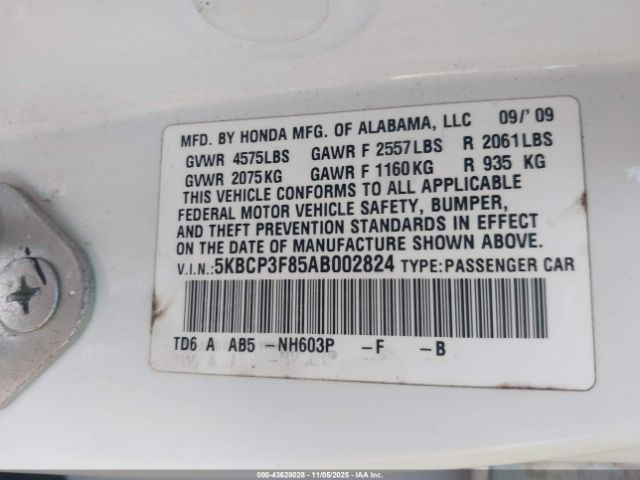 MFD. BY HONDA MFG. OF ALABAMA, LLC 09/'09
GVWR 4575LBS GAWR F 2557LBS R 2061LBS
GVWR 2075KG GAWR F 1160KG R 935 KG
THIS VEHICLE CONFORMS TO ALL APPLICABLE
FEDERAL MOTOR VEHICLE SAFETY, BUMPER,
AND THEFT PREVENTION STANDARDS IN EFFECT
ON THE DATE OF MANUFACTURE SHOWN ABOVE.
V.I.N.:5KBCP3F85AB002824 TYPE:PASSENGER CAR
TD6 A AB5 -NH603P -F -B
000-43628028 - 11/05/2025 - IAA Inc.